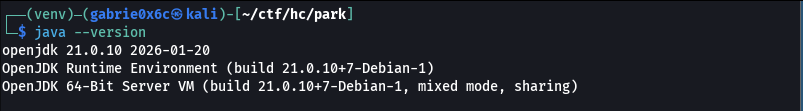 (venv)─(gabrie0x6c㉿kali)-[~/ctf/hc/park]
$ java --version
openjdk 21.0.10 2026-01-20
OpenJDK Runtime Environment (build 21.0.10+7-Debian-1)
OpenJDK 64-Bit Server VM (build 21.0.10+7-Debian-1, mixed mode, sharing)